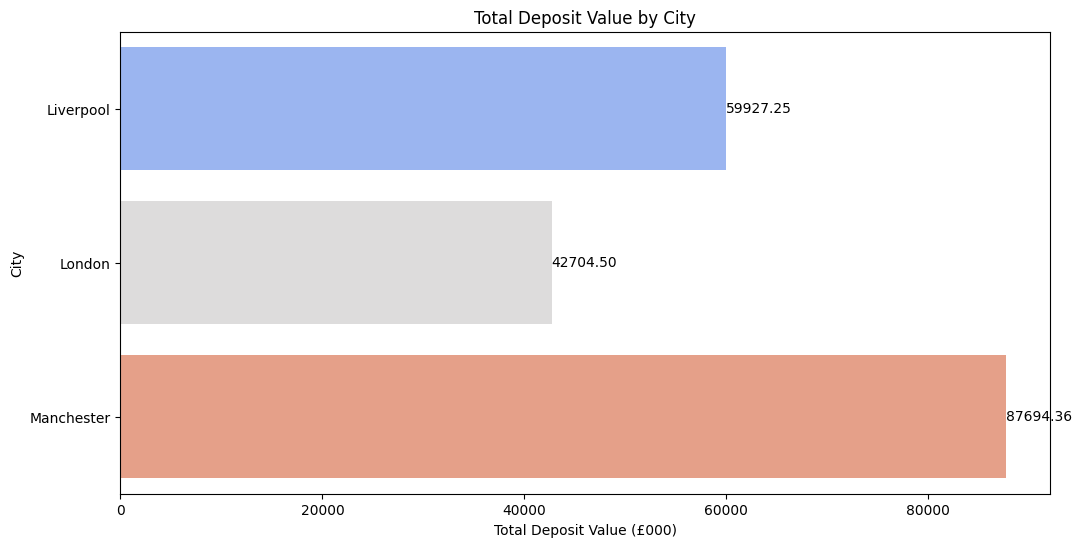 Total Deposit Value by City
City
Liverpool
59927.25
London
42704.50
Manchester
87694.36
0 20000 40000 60000 80000
Total Deposit Value (£000)